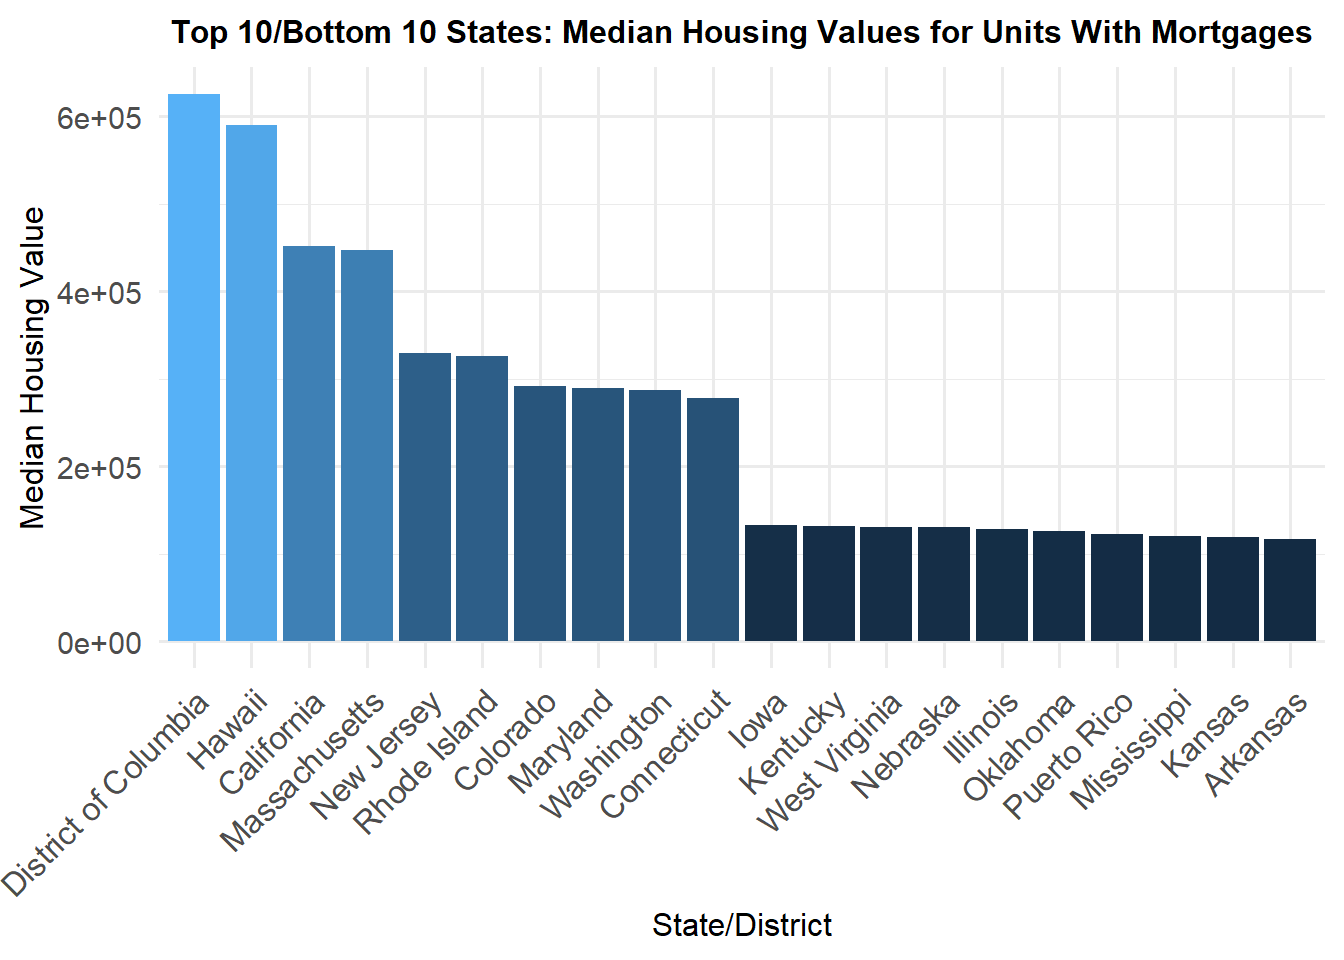 Top 10/Bottom 10 States: Median Housing Values for Units With Mortgages
Median Housing Value
6e+05
4e+05
2e+05
0e+00
District of Columbia
Hawaii
California
Massachusetts
New Jersey
Rhode Island
Colorado
Maryland
Washington
Connecticut
Iowa
Kentucky
West Virginia
Nebraska
Illinois
Oklahoma
Puerto Rico
Mississippi
Kansas
Arkansas
State/District